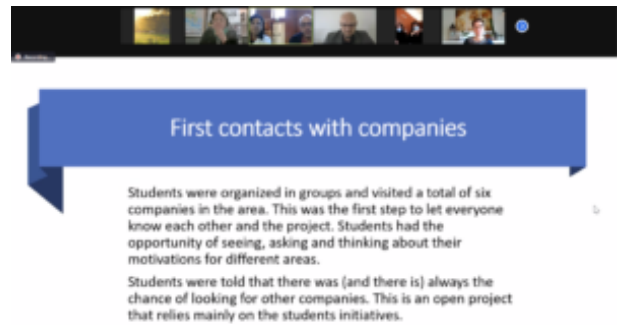 First contacts with companies
Students were organized in groups and visited a total of six
companies in the area. This was the first step to let everyone
know each other and the project. Students had the
opportunity of seeing, asking and thinking about their
motivations for different areas.
Students were told that there was (and there is) always the
chance of looking for other companies. This is an open project
that relies mainly on the students initiatives.